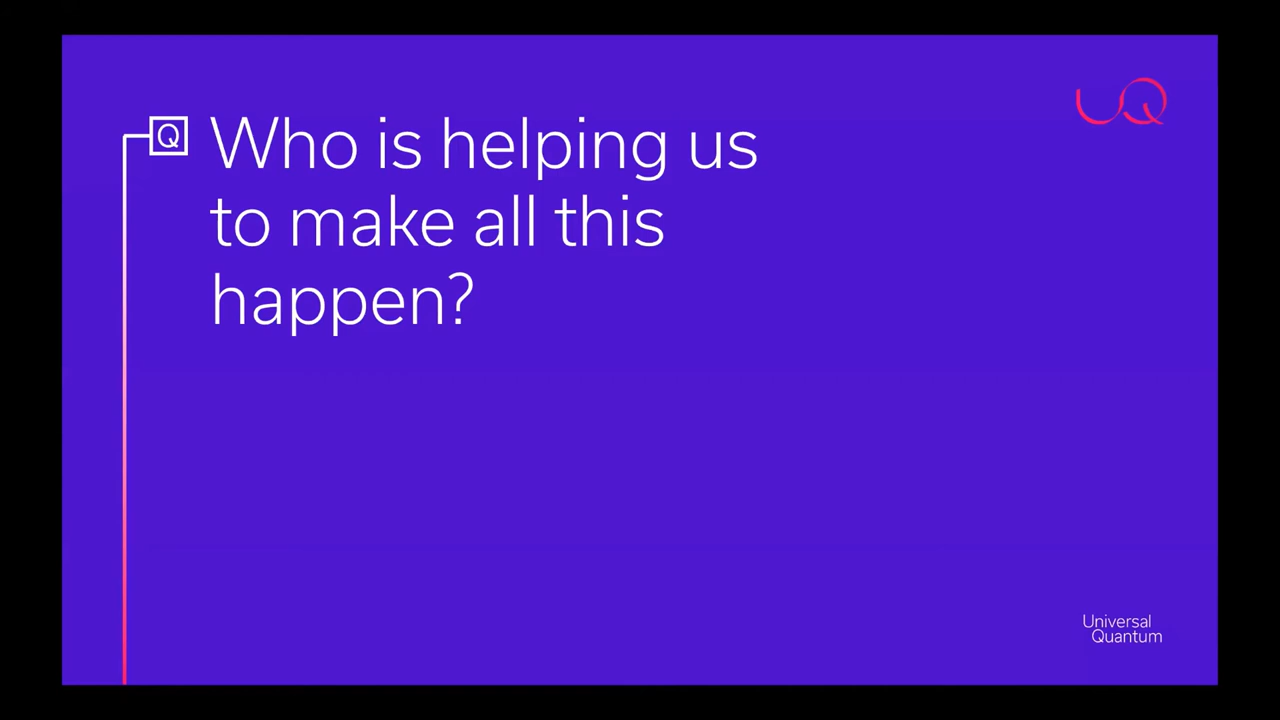 Q Who is helping us
to make all this
happen?
UQ
Universal
Quantum